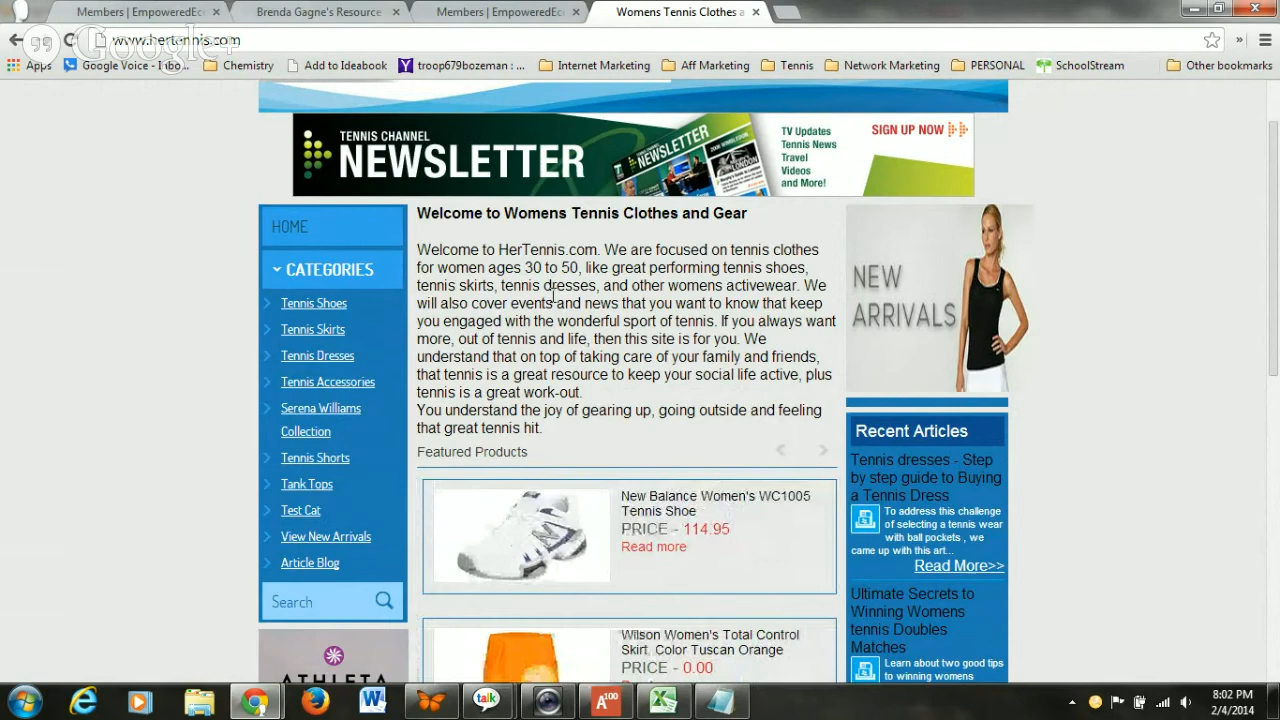 Members | EmpoweredEc
Brenda Gagne's Resource
Members | EmpoweredEc
Womens Tennis Clothes a
Google+
www.hertennis.com
Apps
Google Voice - Inbo...
Chemistry
Add to Ideabook
troop679bozeman : ...
Internet Marketing
Aff Marketing
Tennis
Network Marketing
PERSONAL
SchoolStream
Other bookmarks
TENNIS CHANNEL
NEWSLETTER
NEWSLETTER
TV Updates
Tennis News
Travel
Videos
and More!
SIGN UP NOW
HOME
CATEGORIES
Tennis Shoes
Tennis Skirts
Tennis Dresses
Tennis Accessories
Serena Williams
Collection
Tennis Shorts
Tank Tops
Test Cat
View New Arrivals
Article Blog
Search
ATHLETA
Welcome to Womens Tennis Clothes and Gear
Welcome to HerTennis.com. We are focused on tennis clothes
for women ages 30 to 50, like great performing tennis shoes,
tennis skirts, tennis dresses, and other womens activewear. We
will also cover events and news that you want to know that keep
you engaged with the wonderful sport of tennis. If you always want
more, out of tennis and life, then this site is for you. We
understand that on top of taking care of your family and friends,
that tennis is a great resource to keep your social life active, plus
tennis is a great work-out.
You understand the joy of gearing up, going outside and feeling
that great tennis hit.
Featured Products
New Balance Women's WC1005
Tennis Shoe
PRICE - 114.95
Read more
Wilson Women's Total Control
Skirt, Color Tuscan Orange
PRICE - 0.00
NEW
ARRIVALS
Recent Articles
Tennis dresses - Step
by step guide to Buying
a Tennis Dress
To address this challenge
of selecting a tennis wear
with ball pockets , we
came up with this art...
Read More>>
Ultimate Secrets to
Winning Womens
tennis Doubles
Matches
Learn about two good tips
to winning womens
talk
A100
8:02 PM
2/4/2014